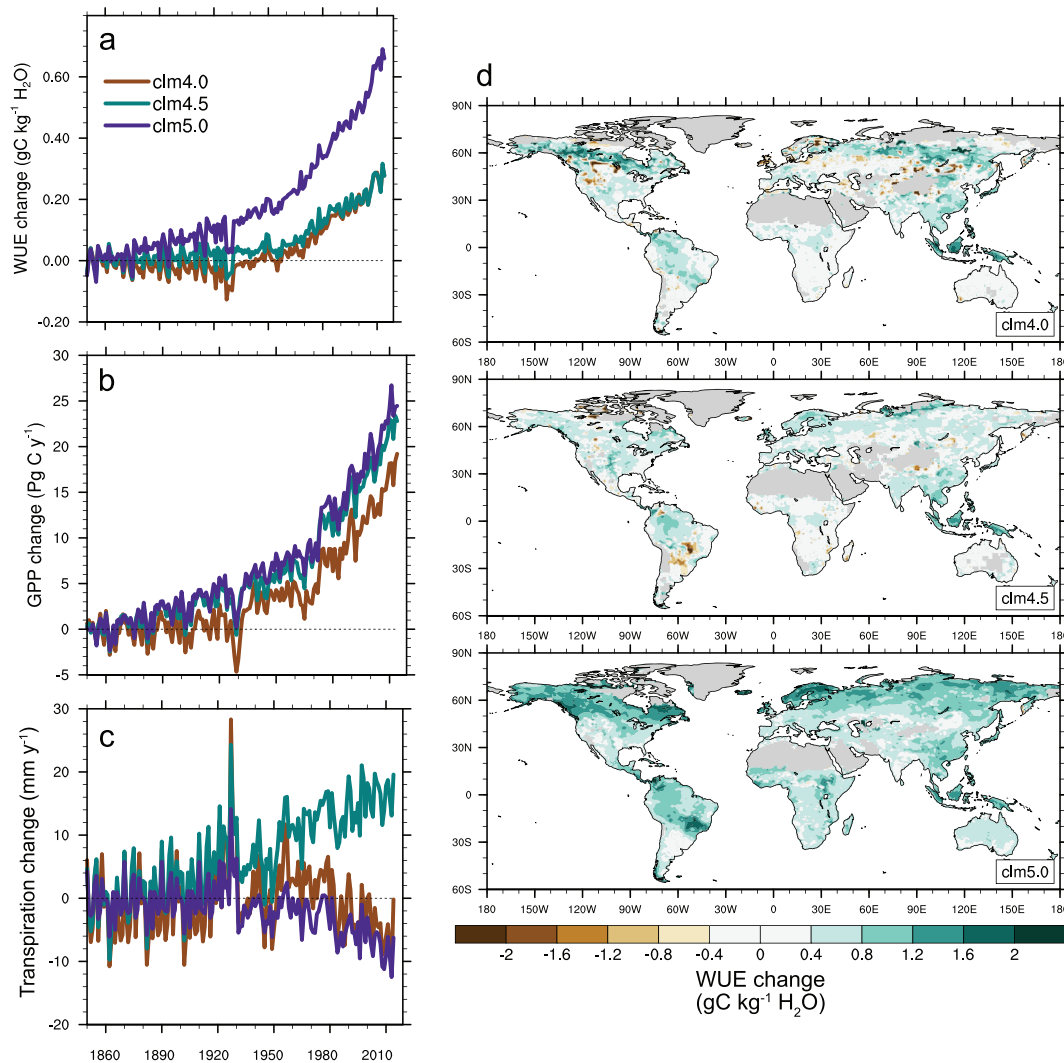 a
WUE change (gC kg⁻¹ H₂O)
0.60
0.40
0.20
0.00
-0.20
clm4.0
clm4.5
clm5.0
b
GPP change (Pg C y⁻¹)
30
25
20
15
10
5
0
-5
c
Transpiration change (mm y⁻¹)
30
20
10
0
-10
-20
1860 1890 1920 1950 1980 2010
d
90N
60N
30N
0
30S
60S
clm4.0
180 150W 120W 90W 60W 30W 0 30E 60E 90E 120E 150E 180
90N
60N
30N
0
30S
60S
clm4.5
180 150W 120W 90W 60W 30W 0 30E 60E 90E 120E 150E 180
90N
60N
30N
0
30S
60S
clm5.0
180 150W 120W 90W 60W 30W 0 30E 60E 90E 120E 150E 180
-2 -1.6 -1.2 -0.8 -0.4 0 0.4 0.8 1.2 1.6 2
WUE change
(gC kg⁻¹ H₂O)